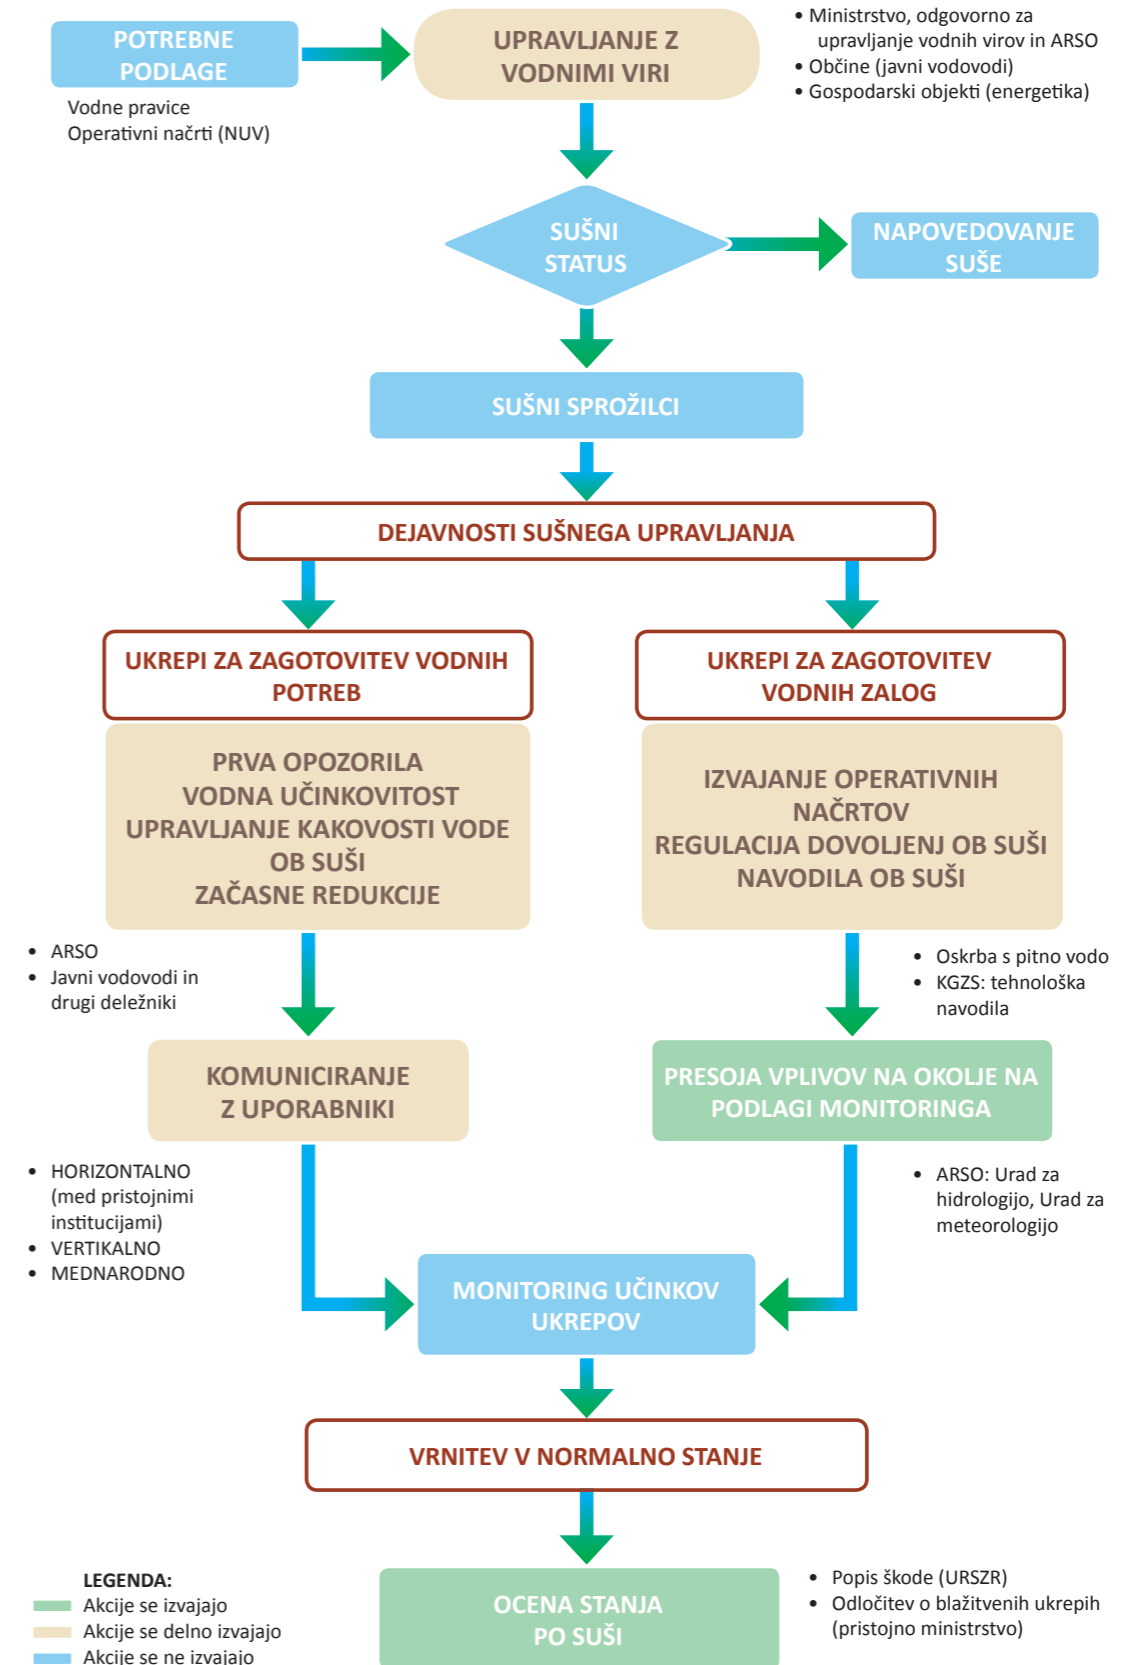 POTREBNE
PODLAGE
Vodne pravice
Operativni načrti (NUV)
UPRAVLJANJE Z
VODNIMI VIRI
• Ministrstvo, odgovorno za
upravljanje vodnih virov in ARSO
• Občine (javni vodovodi)
• Gospodarski objekti (energetika)
SUŠNI
STATUS
NAPOVEDOVANJE
SUŠE
SUŠNI SPROŽILCI
DEJAVNOSTI SUŠNEGA UPRAVLJANJA
UKREPI ZA ZAGOTOVITEV VODNIH
POTREB
UKREPI ZA ZAGOTOVITEV
VODNIH ZALOG
PRVA OPOZORILA
VODNA UČINKOVITOST
UPRAVLJANJE KAKOVOSTI VODE
OB SUŠI
ZAČASNE REDUKCIJE
IZVAJANJE OPERATIVNIH
NAČRTOV
REGULACIJA DOVOLJENJ OB SUŠI
NAVODILA OB SUŠI
• ARSO
• Javni vodovodi in
drugi deležniki
• Oskrba s pitno vodo
• KGZS: tehnološka
navodila
KOMUNICIRANJE
Z UPORABNIKI
PRESOJA VPLIVOV NA OKOLJE NA
PODLAGI MONITORINGA
• HORIZONTALNO
(med pristojnimi
institucijami)
• VERTIKALNO
• MEDNARODNO
• ARSO: Urad za
hidrologijo, Urad za
meteorologijo
MONITORING UČINKOV
UKREPOV
VRNITEV V NORMALNO STANJE
OCENA STANJA
PO SUŠI
• Popis škode (URSZR)
• Odločitev o blažitvenih ukrepih
(pristojno ministrstvo)
LEGENDA:
Akcije se izvajajo
Akcije se delno izvajajo
Akcije se ne izvajajo